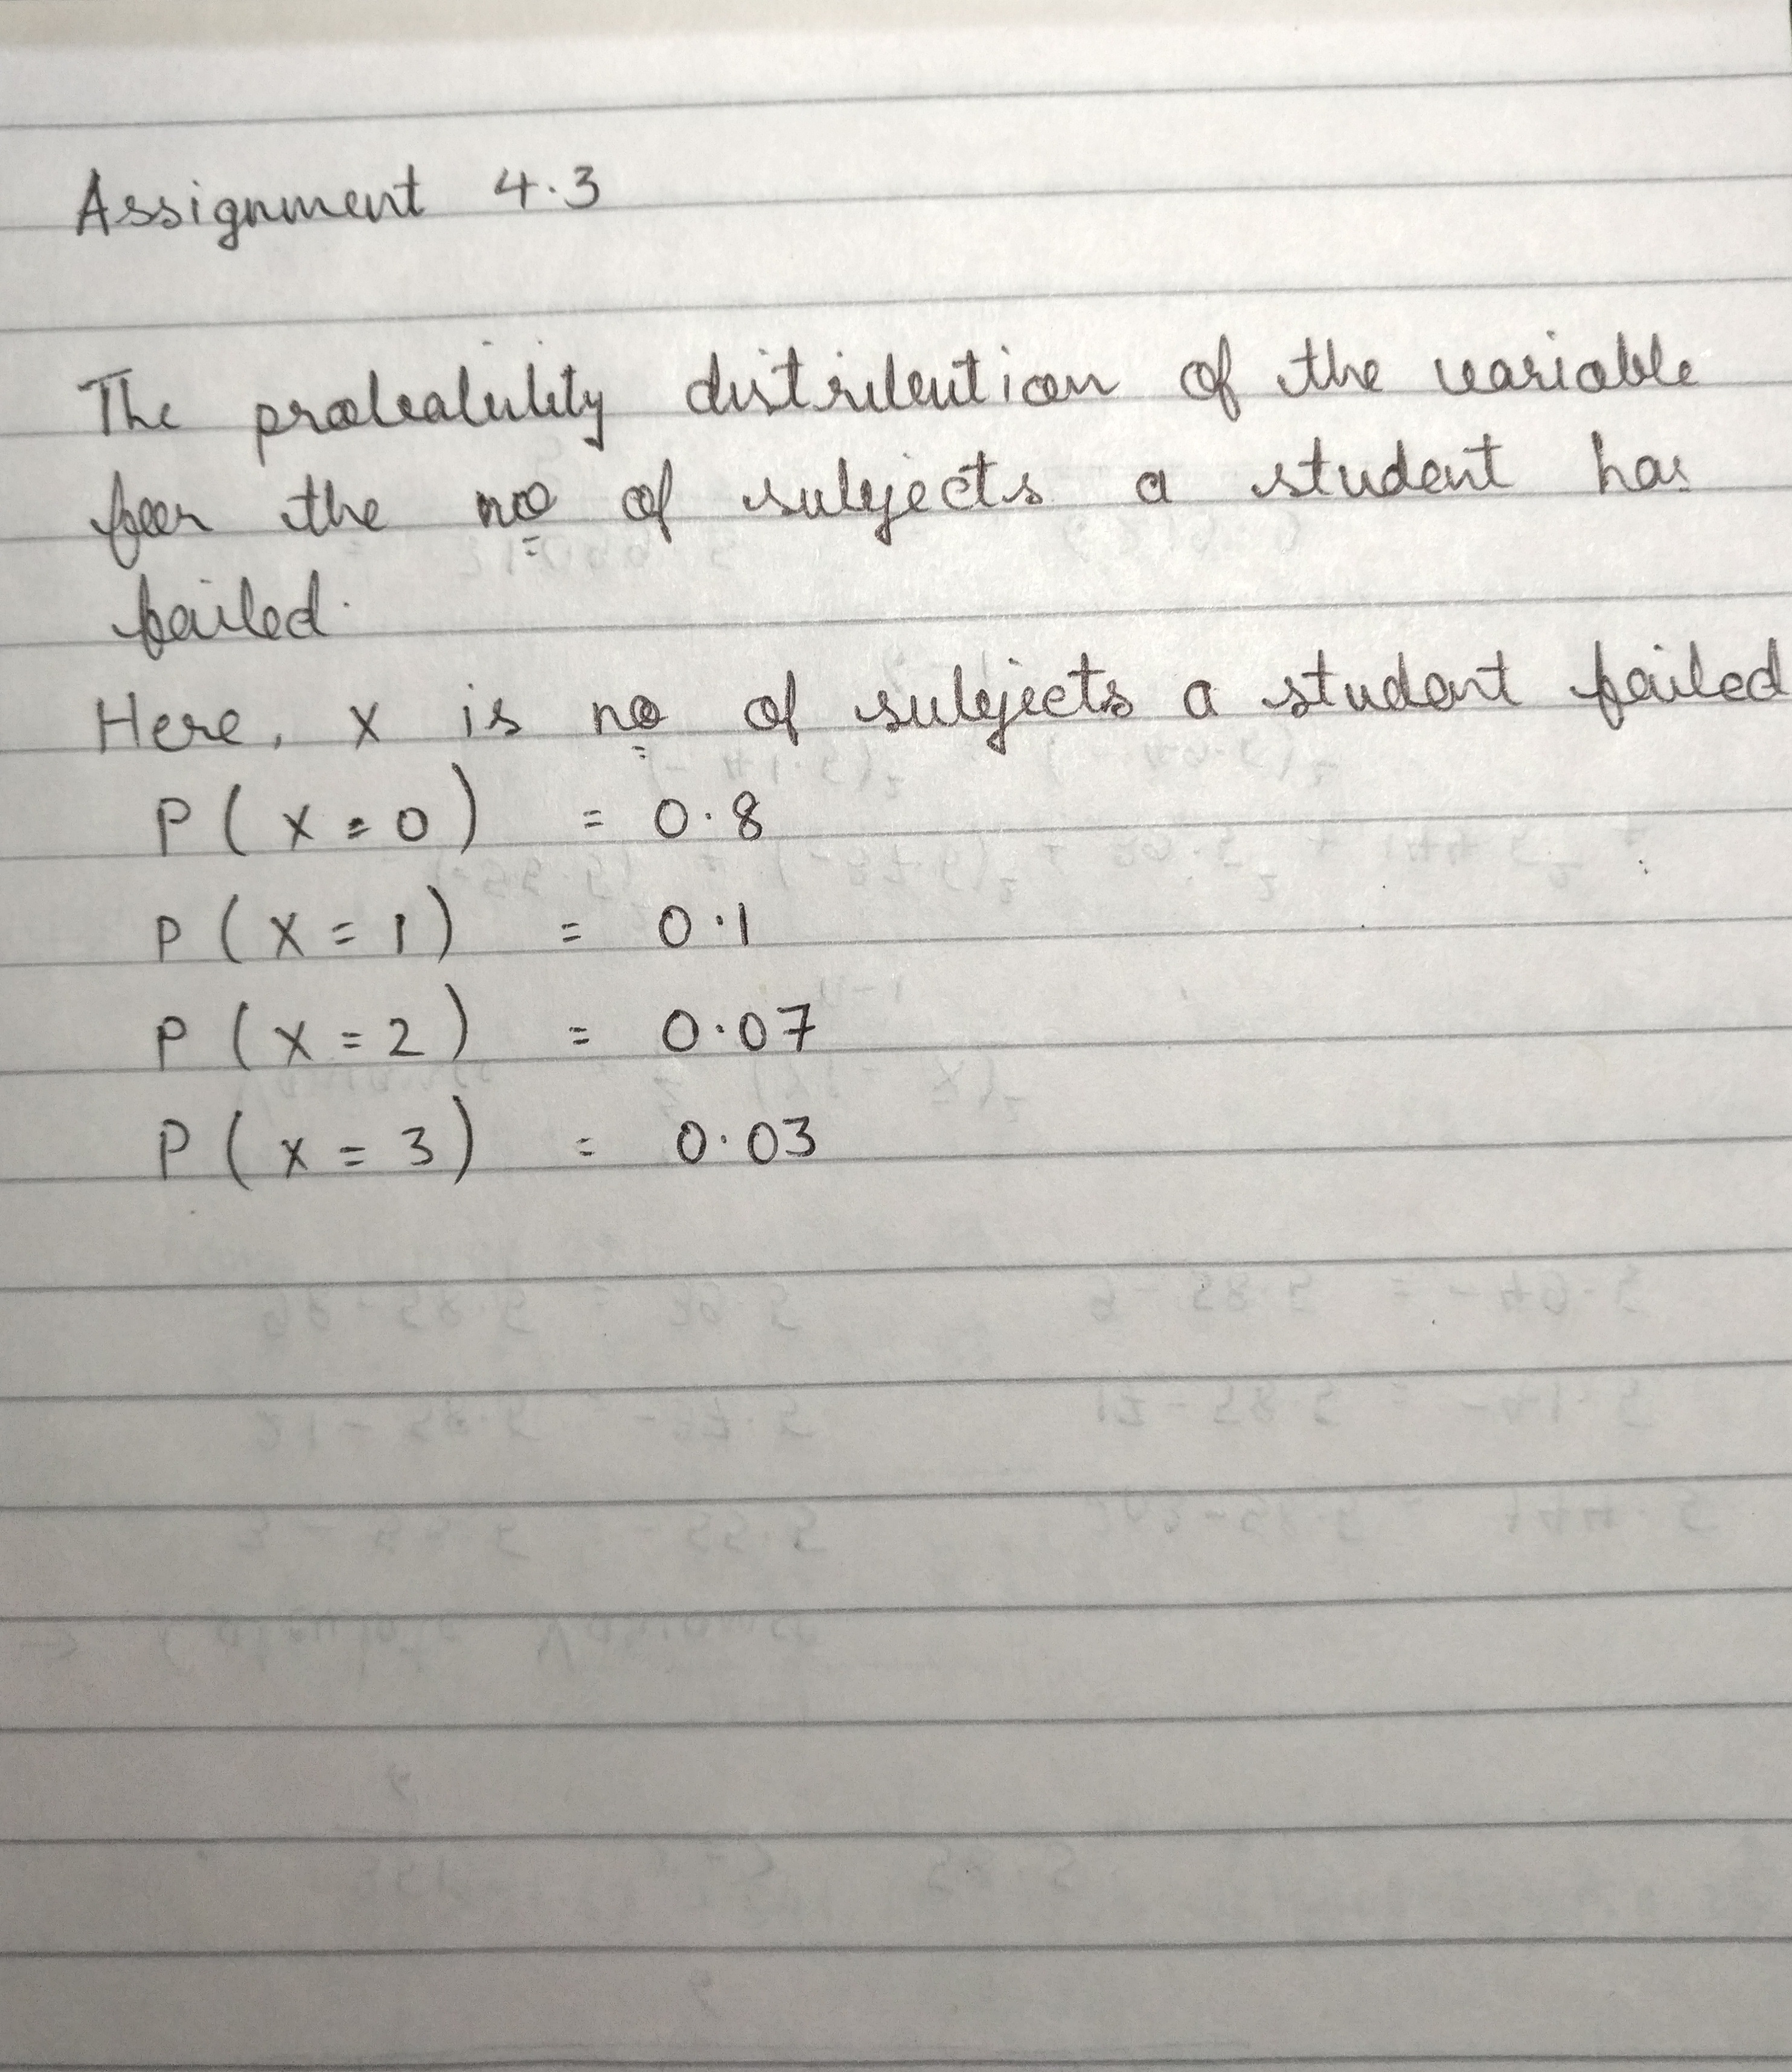 Assignment 4.3
The probability distribution of the variable
for the no of subjects a student has
failed.
Here, x is no of subjects a student failed
P(x=0) = 0.8
P(x=1) = 0.1
P(x=2) = 0.07
P(x=3) = 0.03